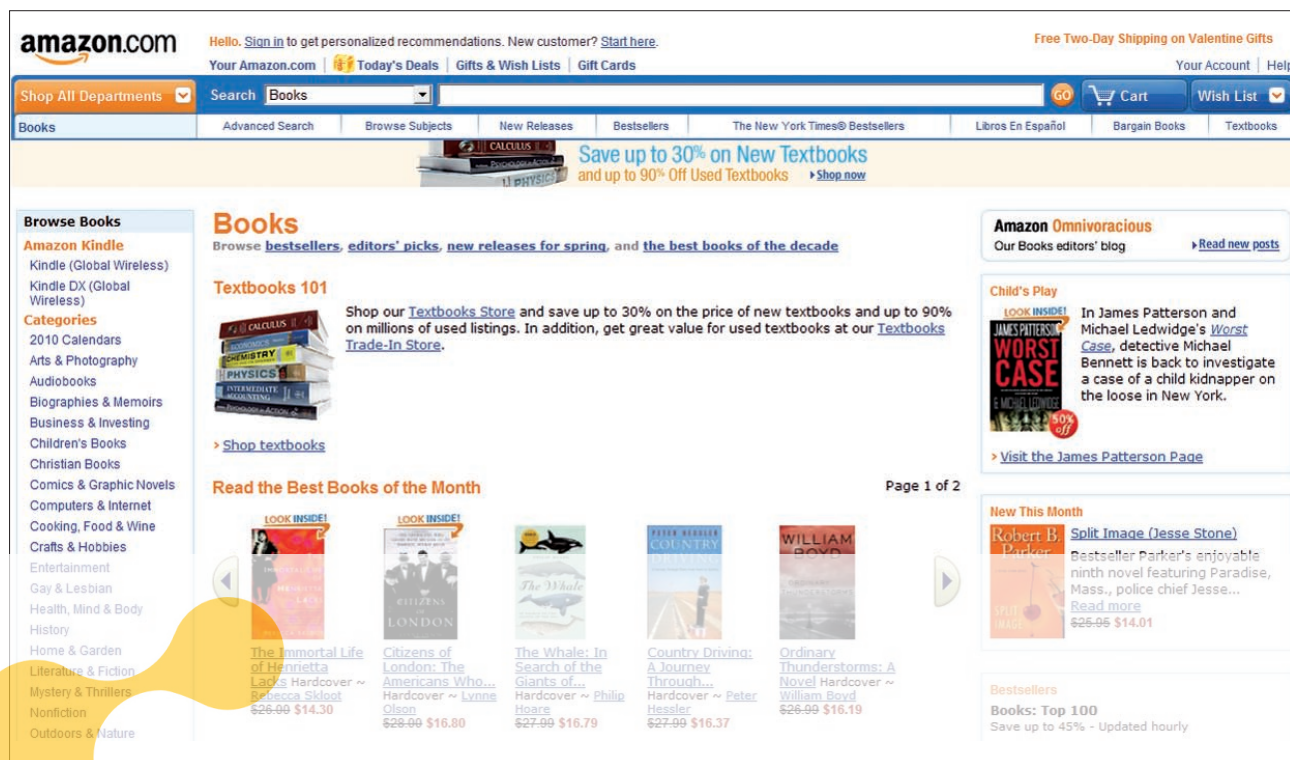 amazon.com
Hello. Sign in to get personalized recommendations. New customer? Start here.
Free Two-Day Shipping on Valentine Gifts
Your Amazon.com | Today's Deals | Gifts & Wish Lists | Gift Cards
Your Account | Help
Shop All Departments Search Books GO Cart Wish List
Books Advanced Search Browse Subjects New Releases Bestsellers The New York Times® Bestsellers Libros En Español Bargain Books Textbooks
CALCULUS
PHYSICS
Save up to 30% on New Textbooks
and up to 90% Off Used Textbooks Shop now
Browse Books
Amazon Kindle
Kindle (Global Wireless)
Kindle DX (Global
Wireless)
Categories
2010 Calendars
Arts & Photography
Audiobooks
Biographies & Memoirs
Business & Investing
Children's Books
Christian Books
Comics & Graphic Novels
Computers & Internet
Cooking, Food & Wine
Crafts & Hobbies
Entertainment
Gay & Lesbian
Health, Mind & Body
History
Home & Garden
Literature & Fiction
Mystery & Thrillers
Nonfiction
Outdoors & Nature
Books
Browse bestsellers, editors' picks, new releases for spring, and the best books of the decade
Textbooks 101
CALCULUS
ECONOMICS
CHEMISTRY
PHYSICS
INTERMEDIATE
ACCOUNTING
PSYCHOLOGY IN ACTION
Shop our Textbooks Store and save up to 30% on the price of new textbooks and up to 90%
on millions of used listings. In addition, get great value for used textbooks at our Textbooks
Trade-In Store.
> Shop textbooks
Read the Best Books of the Month
Page 1 of 2
LOOK INSIDE!
The Immortal Life
of Henrietta
Lacks Hardcover ~
Rebecca Skloot
$26.00 $14.30
LOOK INSIDE!
CITIZENS
OF
LONDON
Citizens of
London: The
Americans Who...
Hardcover ~ Lynne
Olson
$28.00 $16.80
The Whale
The Whale: In
Search of the
Giants of...
Hardcover ~ Philip
Hoare
$27.99 $16.79
PETER HESSLER
COUNTRY
DRIVING
Country Driving:
A Journey
Through...
Hardcover ~ Peter
Hessler
$27.99 $16.37
WILLIAM
BOYD
ORDINARY
THUNDERSTORMS
Ordinary
Thunderstorms: A
Novel Hardcover ~
William Boyd
$26.99 $16.19
Amazon Omnivoracious
Our Books editors' blog Read new posts
Child's Play
LOOK INSIDE!
JAMES PATTERSON
WORST
CASE
& MICHAEL LEDWIDGE
50%
off
In James Patterson and
Michael Ledwidge's Worst
Case, detective Michael
Bennett is back to investigate
a case of a child kidnapper on
the loose in New York.
> Visit the James Patterson Page
New This Month
Robert B.
Parker
SPLIT
IMAGE
Split Image (Jesse Stone)
Bestseller Parker's enjoyable
ninth novel featuring Paradise,
Mass., police chief Jesse...
Read more
$25.95 $14.01
Bestsellers
Books: Top 100
Save up to 45% - Updated hourly